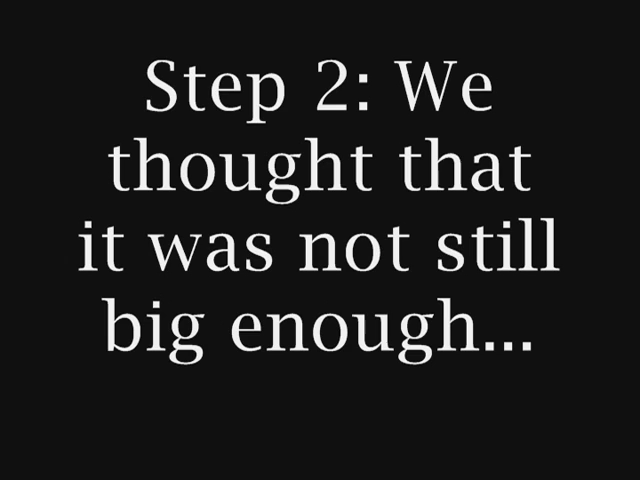 Step 2: We
thought that
it was not still
big enough...